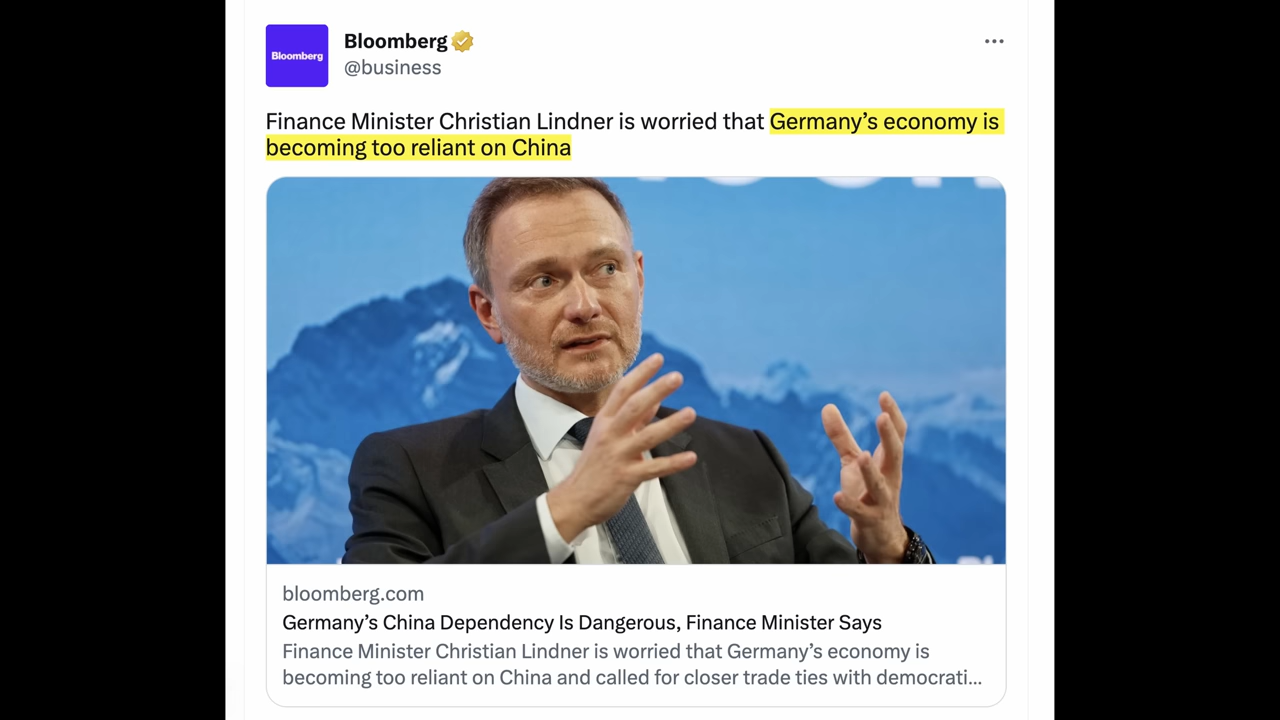 Bloomberg
Bloomberg
@business
Finance Minister Christian Lindner is worried that Germany’s economy is
becoming too reliant on China
bloomberg.com
Germany’s China Dependency Is Dangerous, Finance Minister Says
Finance Minister Christian Lindner is worried that Germany’s economy is
becoming too reliant on China and called for closer trade ties with democrati...